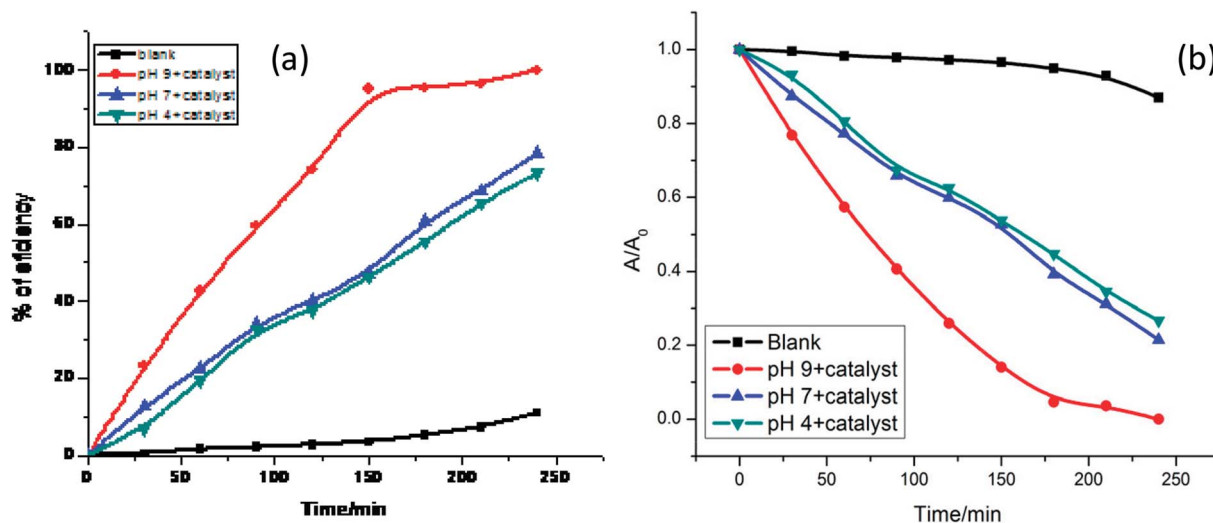 blank
pH 9+catalyst
pH 7+catalyst
pH 4+catalyst
(a)
100
80
60
40
20
0
% of eficiency
0 50 100 150 200 250
Time/min
(b)
1.0
0.8
0.6
0.4
0.2
0.0
A/A0
Blank
pH 9+catalyst
pH 7+catalyst
pH 4+catalyst
0 50 100 150 200 250
Time/min